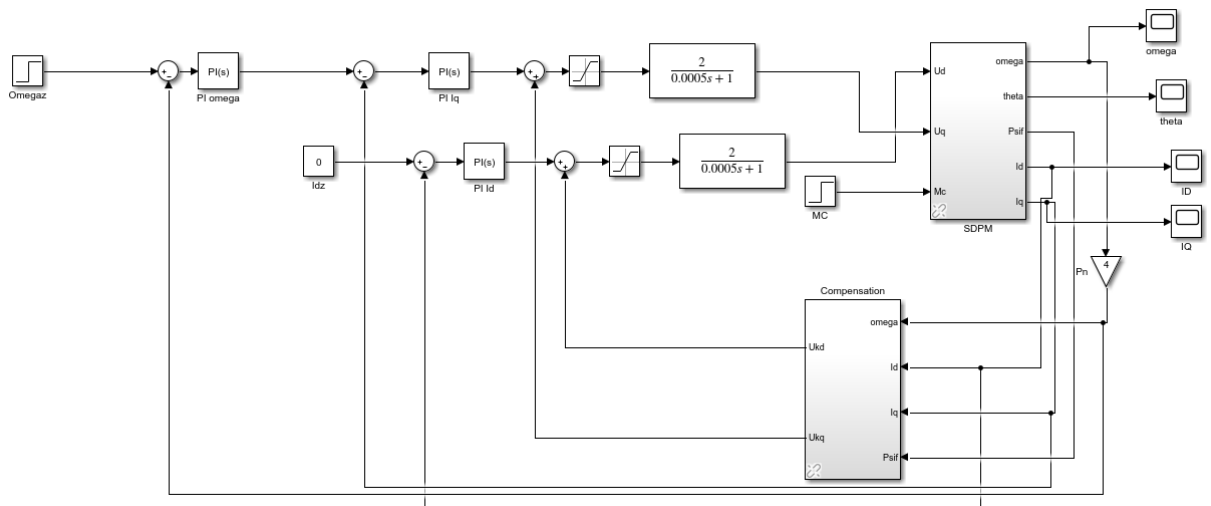 Omegaz
+
−
PI(s)
PI omega
+
−
PI(s)
PI Iq
+
+
2
0.0005s + 1
0
Idz
+
−
PI(s)
PI Id
+
+
2
0.0005s + 1
MC
Ud
Uq
Mc
omega
theta
Psif
Id
Iq
SDPM
omega
theta
ID
IQ
4
Pn
Compensation
Ukd
Ukq
omega
Id
Iq
Psif